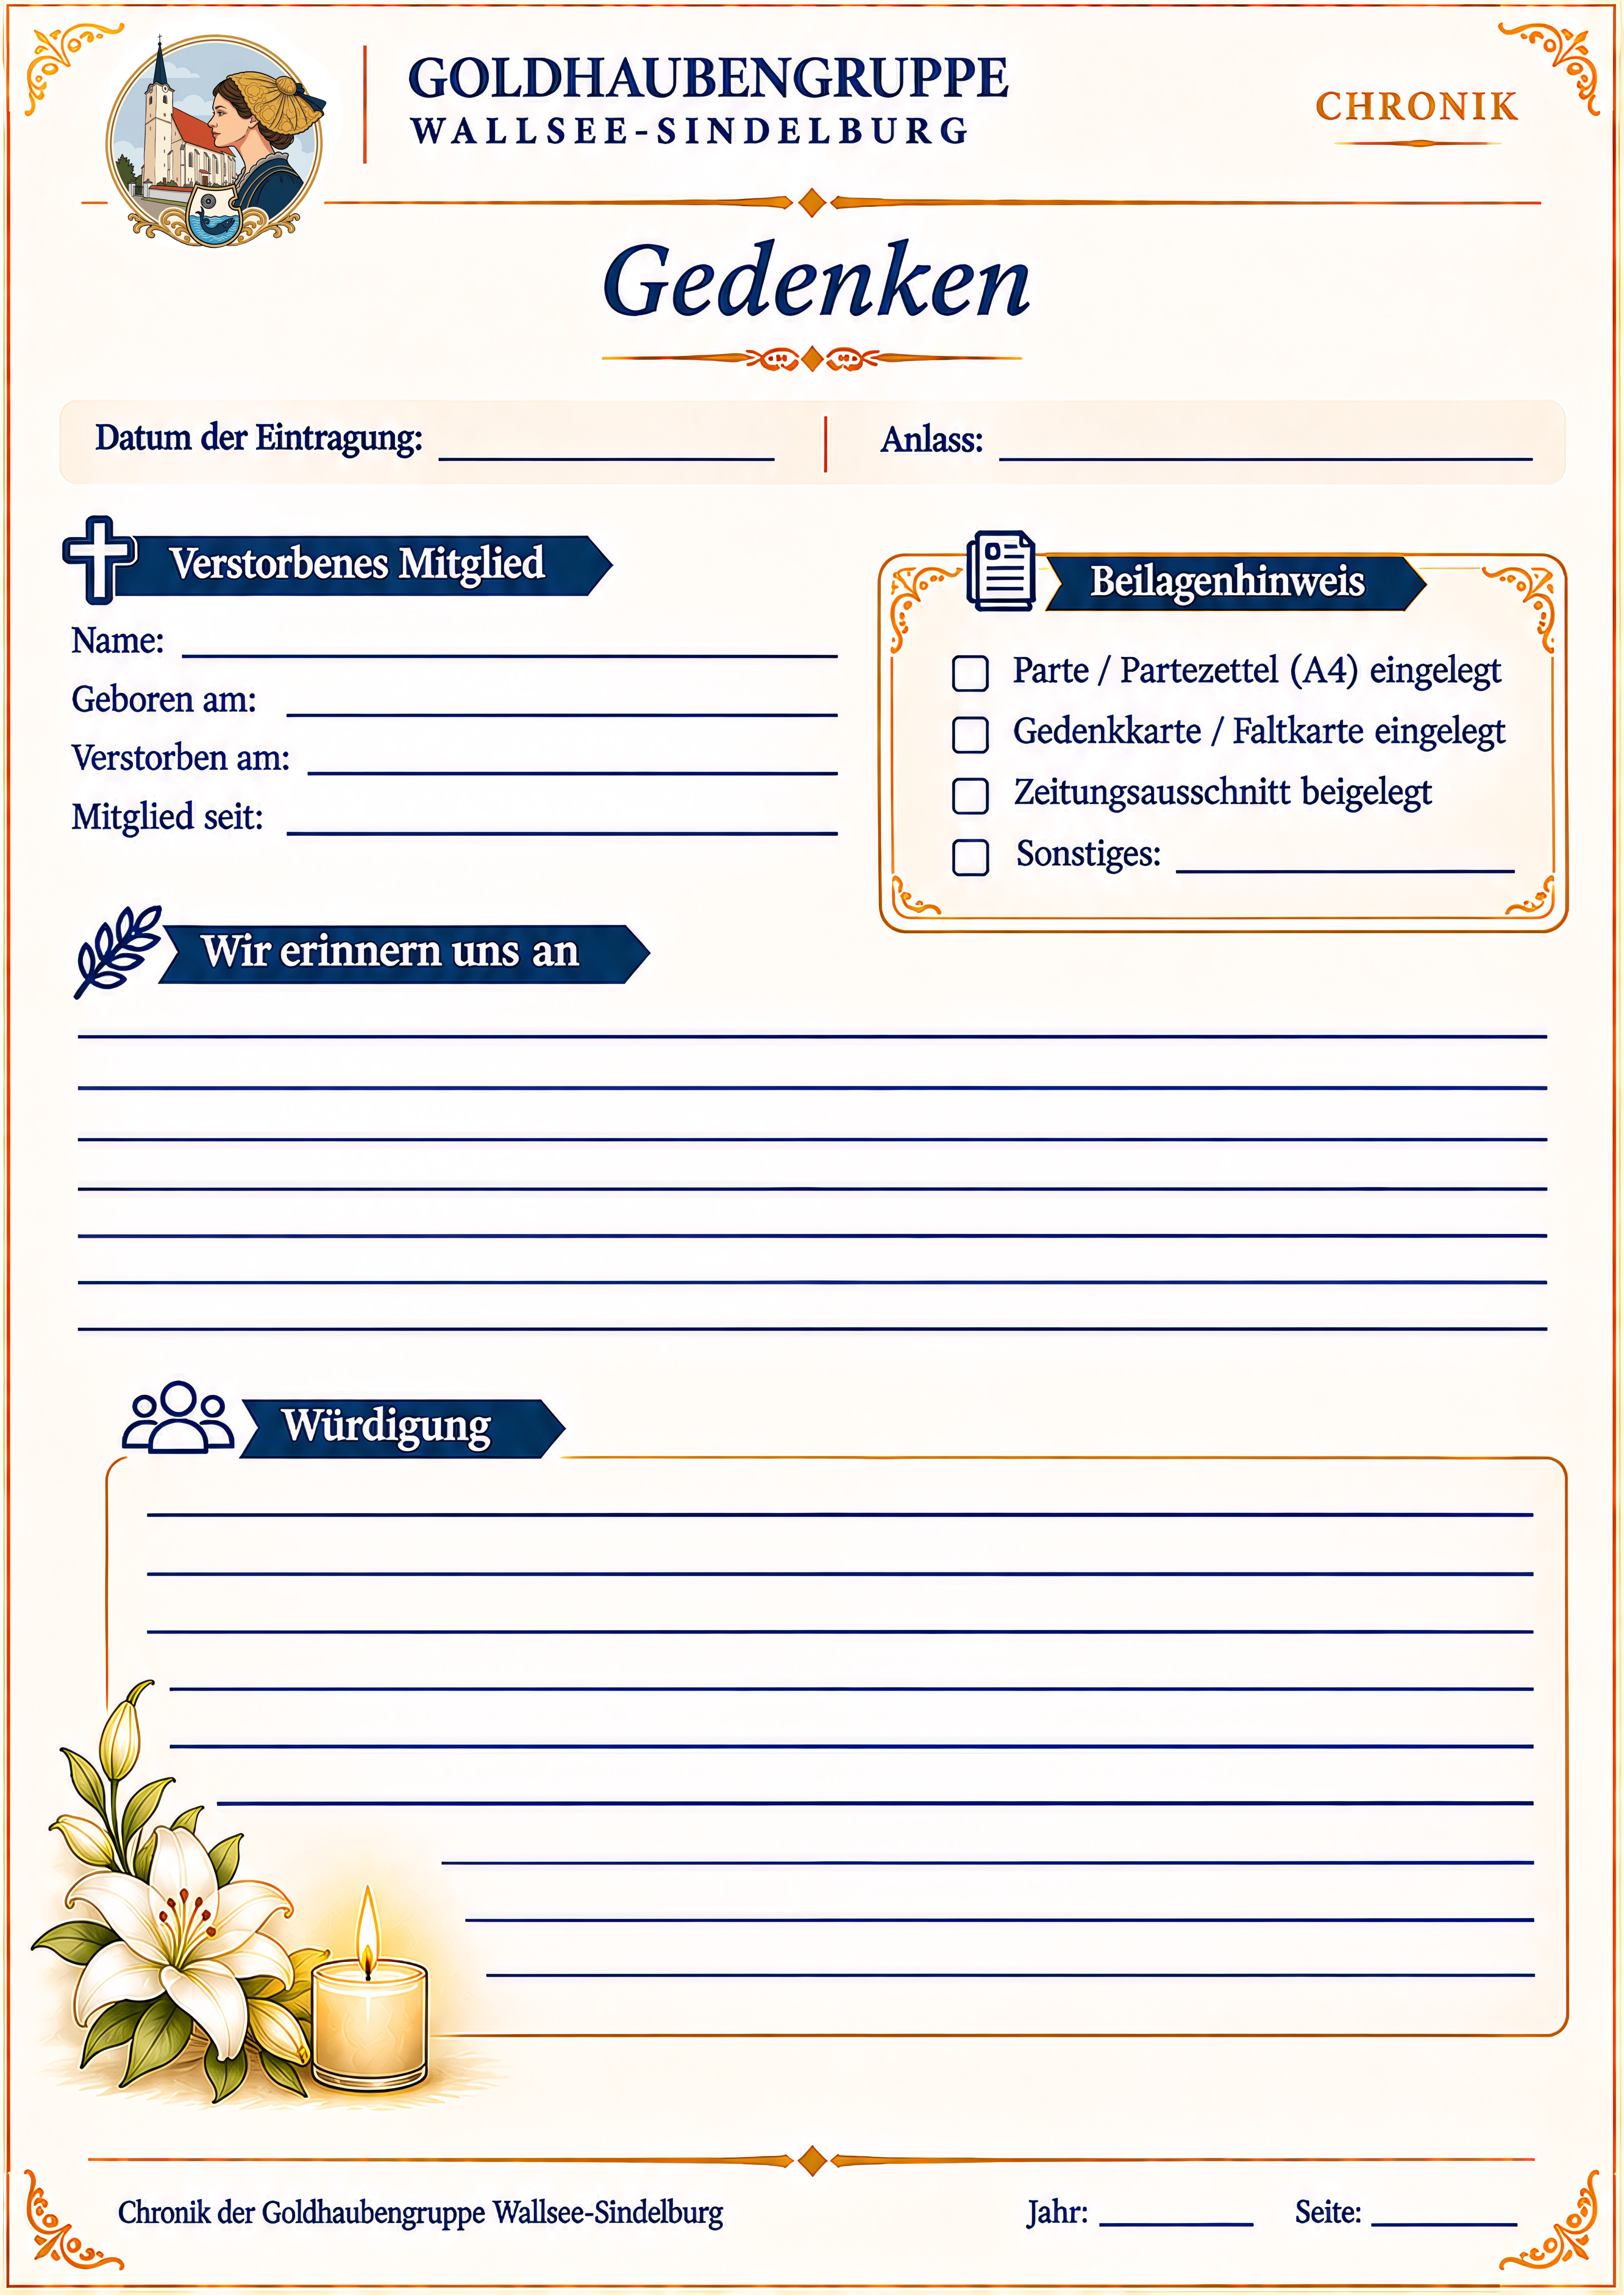 GOLDHAUBENGRUPPE
WALLSEE-SINDELBURG
CHRONIK
Gedenken
Datum der Eintragung:
Anlass:
Verstorbenes Mitglied
Name:
Geboren am:
Verstorben am:
Mitglied seit:
Beilagenhinweis
Parte / Partezettel (A4) eingelegt
Gedenkkarte / Faltkarte eingelegt
Zeitungsausschnitt beigelegt
Sonstiges:
Wir erinnern uns an
Würdigung
Chronik der Goldhaubengruppe Wallsee-Sindelburg
Jahr:
Seite: